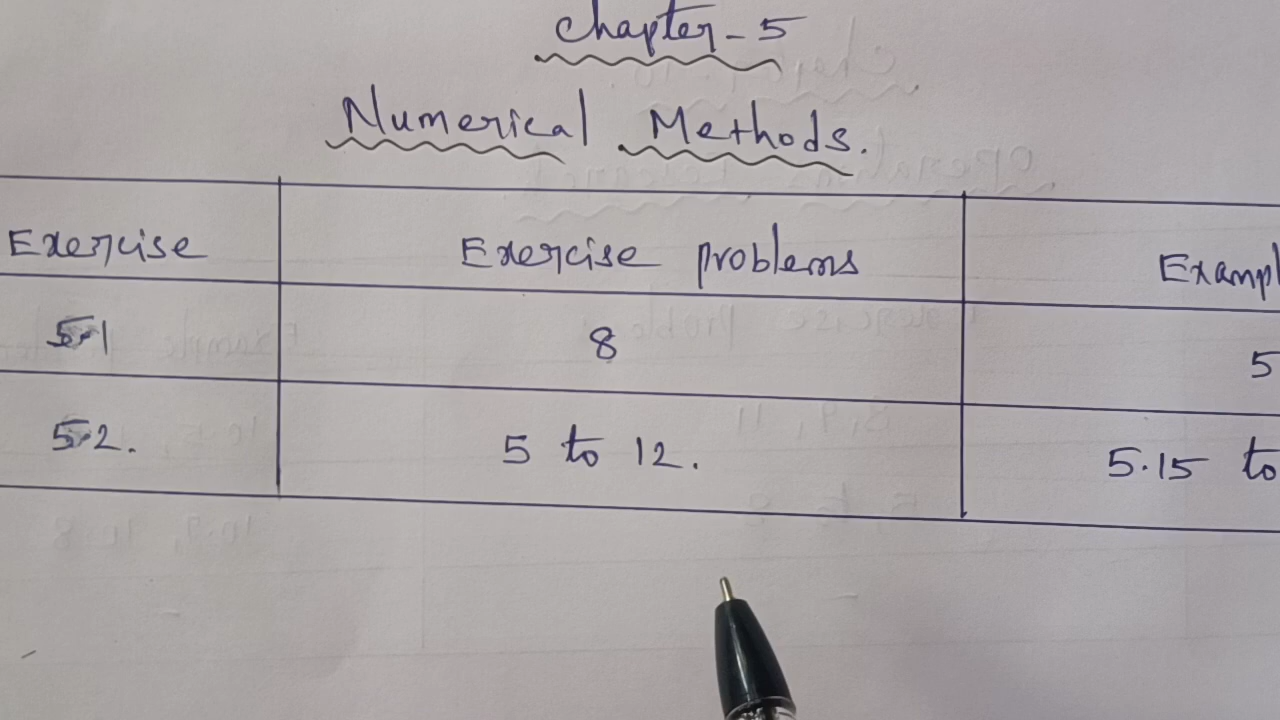 Chapter-5
Numerical Methods.
Exercise Exercise problems Exampl
5.1 8 5
5.2. 5 to 12. 5.15 to